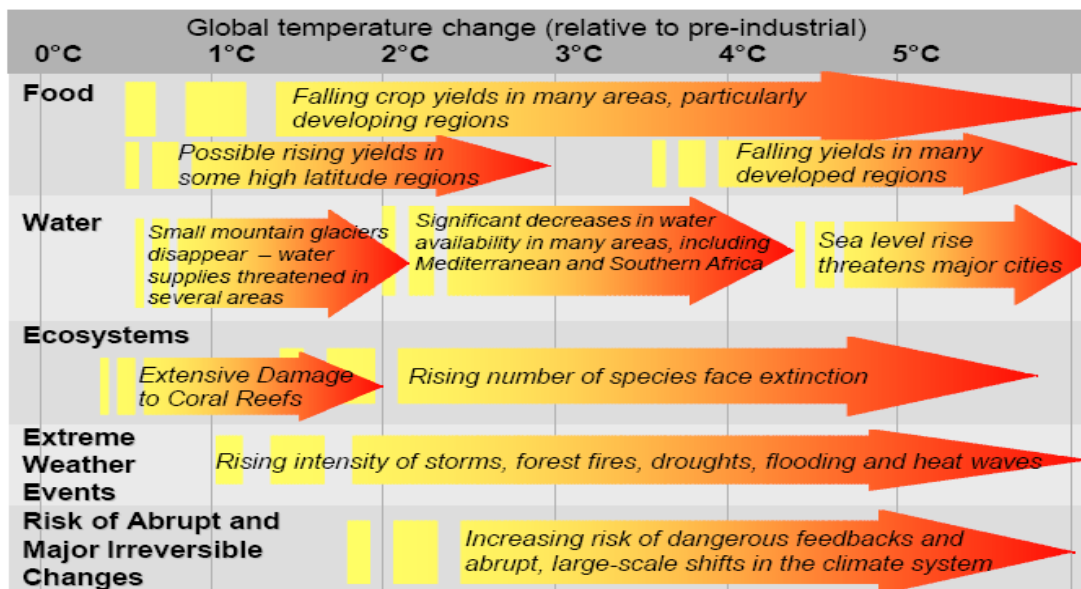 Global temperature change (relative to pre-industrial)
0°C 1°C 2°C 3°C 4°C 5°C
Food
Falling crop yields in many areas, particularly
developing regions
Possible rising yields in
some high latitude regions
Falling yields in many
developed regions
Water
Small mountain glaciers
disappear – water
supplies threatened in
several areas
Significant decreases in water
availability in many areas, including
Mediterranean and Southern Africa
Sea level rise
threatens major cities
Ecosystems
Extensive Damage
to Coral Reefs
Rising number of species face extinction
Extreme
Weather
Events
Rising intensity of storms, forest fires, droughts, flooding and heat waves
Risk of Abrupt and
Major Irreversible
Changes
Increasing risk of dangerous feedbacks and
abrupt, large-scale shifts in the climate system